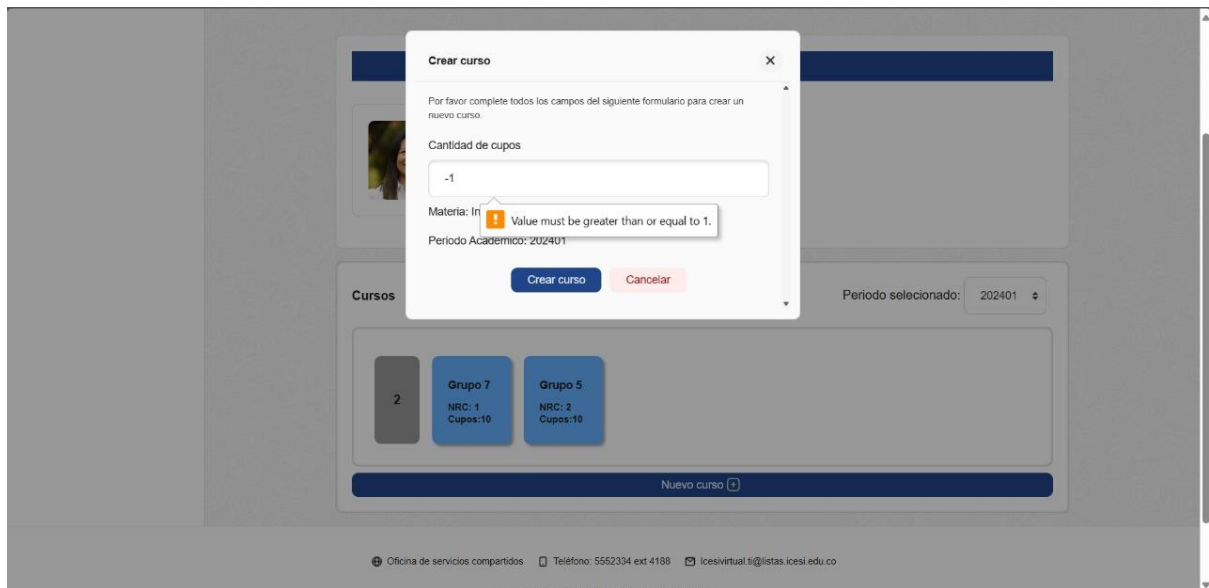 Crear curso
Por favor complete todos los campos del siguiente formulario para crear un
nuevo curso.
Cantidad de cupos
-1
Value must be greater than or equal to 1.
Materia: In
Periodo Académico: 202401
Crear curso
Cancelar
Cursos
Periodo selecionado:
202401
2
Grupo 7
NRC: 1
Cupos:10
Grupo 5
NRC: 2
Cupos:10
Nuevo curso
Oficina de servicios compartidos
Teléfono: 5552334 ext 4188
Icesivirtual.ti@listas.icesi.edu.co